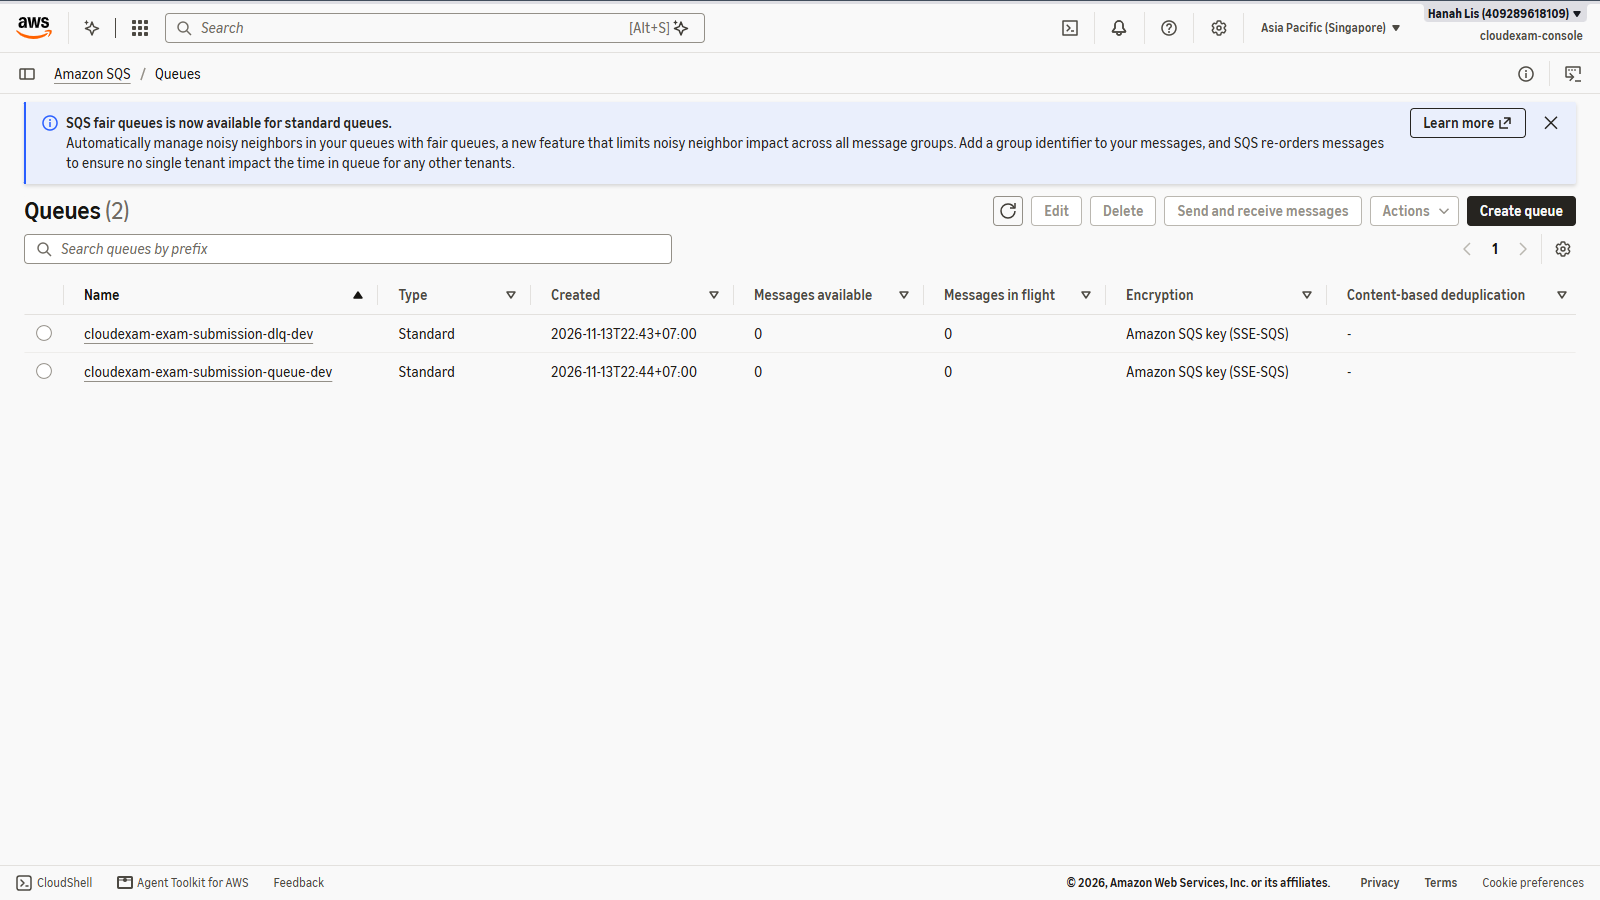 aws
Search [Alt+S]
Asia Pacific (Singapore)
Hanah Lis (409289618109)
cloudexam-console
Amazon SQS / Queues
SQS fair queues is now available for standard queues.
Automatically manage noisy neighbors in your queues with fair queues, a new feature that limits noisy neighbor impact across all message groups. Add a group identifier to your messages, and SQS re-orders messages
to ensure no single tenant impact the time in queue for any other tenants.
Learn more
Queues (2)
Edit Delete Send and receive messages Actions Create queue
Search queues by prefix
1
Name Type Created Messages available Messages in flight Encryption Content-based deduplication
cloudexam-exam-submission-dlq-dev Standard 2026-11-13T22:43+07:00 0 0 Amazon SQS key (SSE-SQS) -
cloudexam-exam-submission-queue-dev Standard 2026-11-13T22:44+07:00 0 0 Amazon SQS key (SSE-SQS) -
CloudShell Agent Toolkit for AWS Feedback © 2026, Amazon Web Services, Inc. or its affiliates. Privacy Terms Cookie preferences